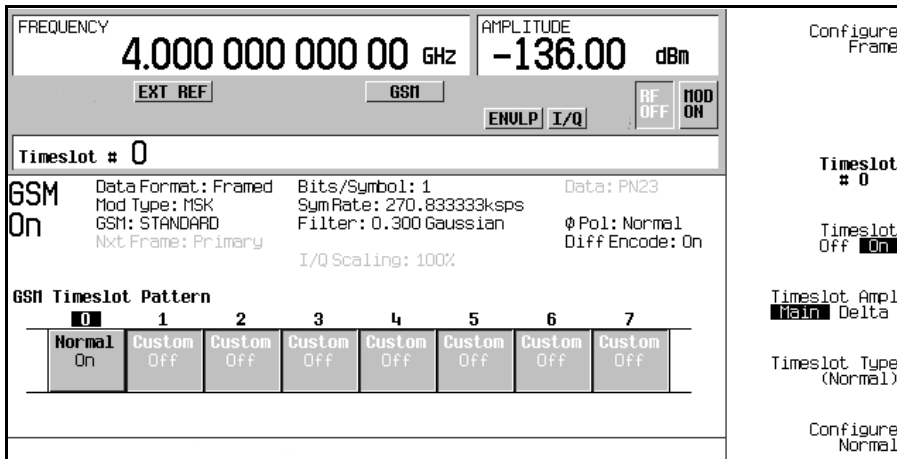 FREQUENCY
4.000 000 000 00 GHz
AMPLITUDE
-136.00 dBm
EXT REF
GSM
ENVLP
I/Q
RF OFF
MOD ON
Timeslot # 0
GSM On
Data Format: Framed
Bits/Symbol: 1
Data: PN23
Mod Type: MSK
Sym Rate: 270.833333ksps
GSM: STANDARD
Filter: 0.300 Gaussian
Φ Pol: Normal
Nxt Frame: Primary
Diff Encode: On
I/Q Scaling: 100%
GSM Timeslot Pattern
0 1 2 3 4 5 6 7
Normal Custom Custom Custom Custom Custom Custom Custom
On Off Off Off Off Off Off Off
Configure
Frame
Timeslot
# 0
Timeslot
Off On
Timeslot Ampl
Main Delta
Timeslot Type
(Normal)
Configure
Normal